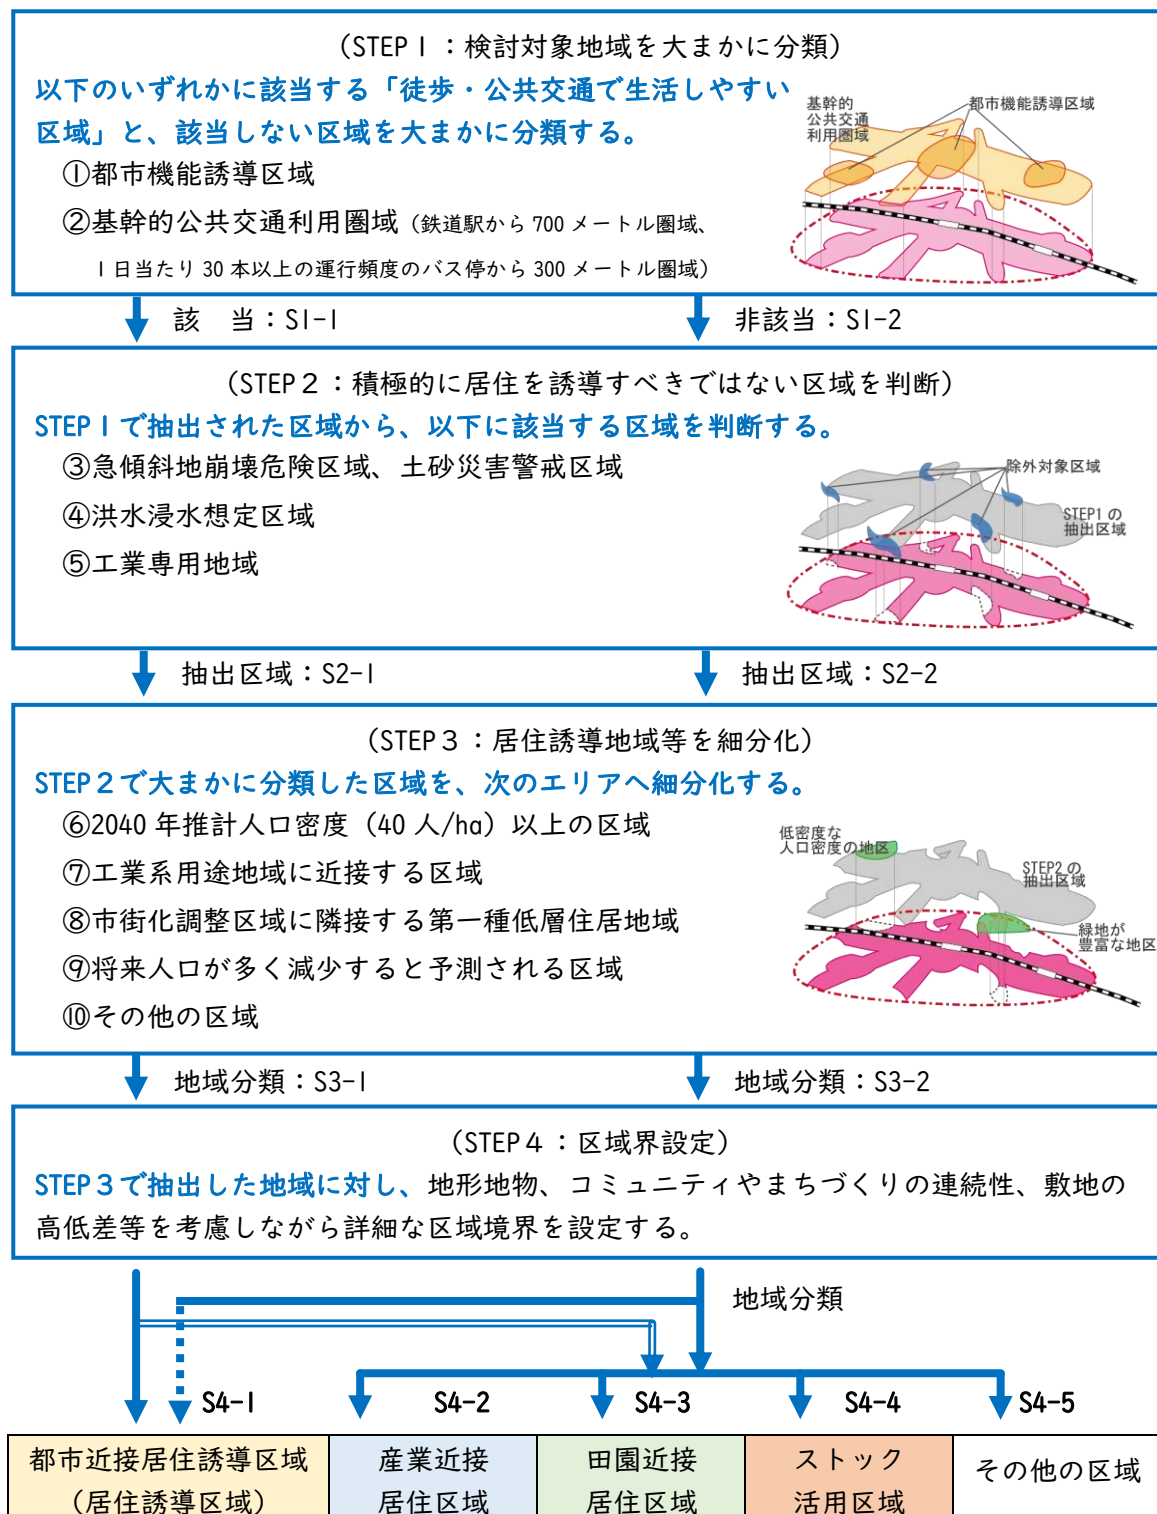 (STEP1:検討対象地域を大まかに分類)
以下のいずれかに該当する「徒歩・公共交通で生活しやすい
区域」と、該当しない区域を大まかに分類する。
①都市機能誘導区域
②基幹的公共交通利用圏域(鉄道駅から700メートル圏域、
1日当たり30本以上の運行頻度のバス停から300メートル圏域)
基幹的
公共交通
利用圏域
都市機能誘導区域
該 当:S1-1
非該当:S1-2
(STEP2:積極的に居住を誘導すべきではない区域を判断)
STEP1で抽出された区域から、以下に該当する区域を判断する。
③急傾斜地崩壊危険区域、土砂災害警戒区域
④洪水浸水想定区域
⑤工業専用地域
除外対象区域
STEP1の
抽出区域
抽出区域:S2-1
抽出区域:S2-2
(STEP3:居住誘導地域等を細分化)
STEP2で大まかに分類した区域を、次のエリアへ細分化する。
⑥2040年推計人口密度(40人/ha)以上の区域
⑦工業系用途地域に近接する区域
⑧市街化調整区域に隣接する第一種低層住居地域
⑨将来人口が多く減少すると予測される区域
⑩その他の区域
低密度な
人口密度の地区
STEP2の
抽出区域
緑地が
豊富な地区
地域分類:S3-1
地域分類:S3-2
(STEP4:区域界設定)
STEP3で抽出した地域に対し、地形地物、コミュニティやまちづくりの連続性、敷地の
高低差等を考慮しながら詳細な区域境界を設定する。
地域分類
S4-1
S4-2
S4-3
S4-4
S4-5
都市近接居住誘導区域
(居住誘導区域)
産業近接
居住区域
田園近接
居住区域
ストック
活用区域
その他の区域